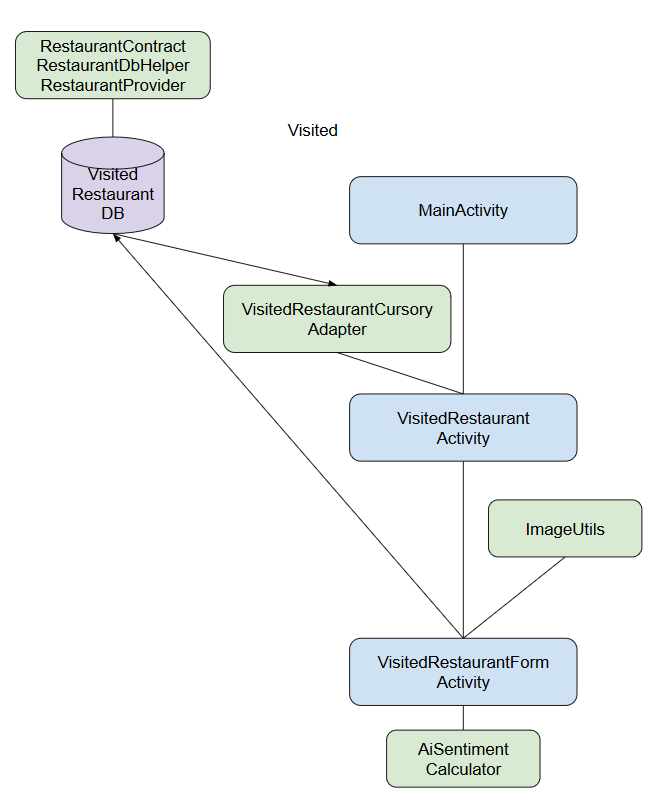 RestaurantContract
RestaurantDbHelper
RestaurantProvider
Visited
Visited
Restaurant
DB
MainActivity
VisitedRestaurantCursory
Adapter
VisitedRestaurant
Activity
ImageUtils
VisitedRestaurantForm
Activity
AiSentiment
Calculator